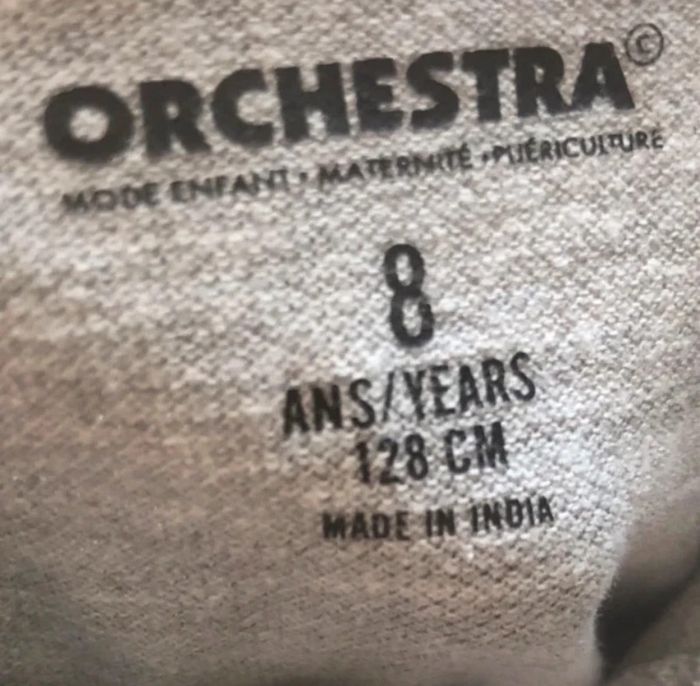 ORCHESTRA©
MODE ENFANT • MATERNITÉ • PUÉRICULTURE
8
ANS/YEARS
128 CM
MADE IN INDIA